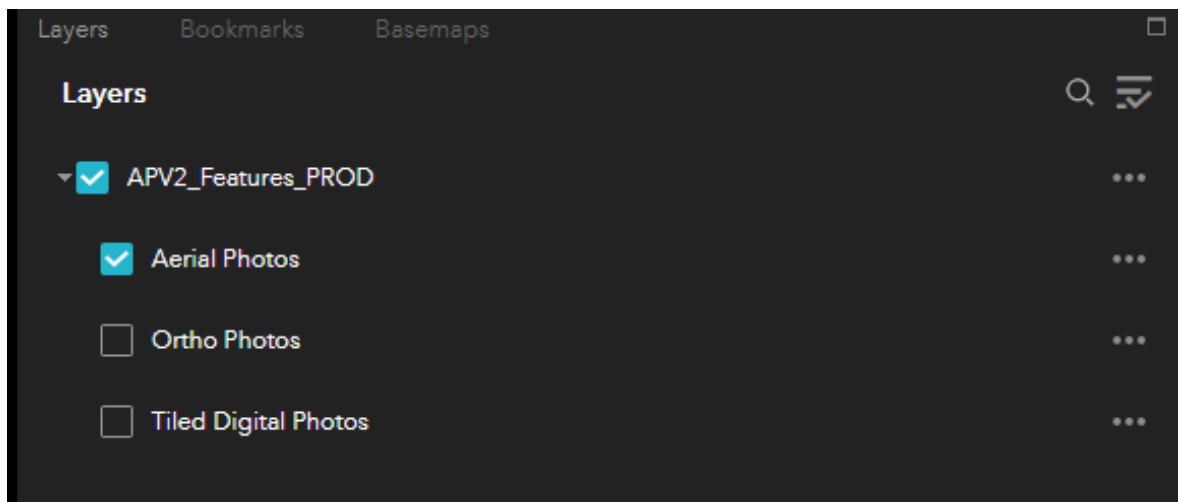 Layers Bookmarks Basemaps
Layers
APV2_Features_PROD
Aerial Photos
Ortho Photos
Tiled Digital Photos